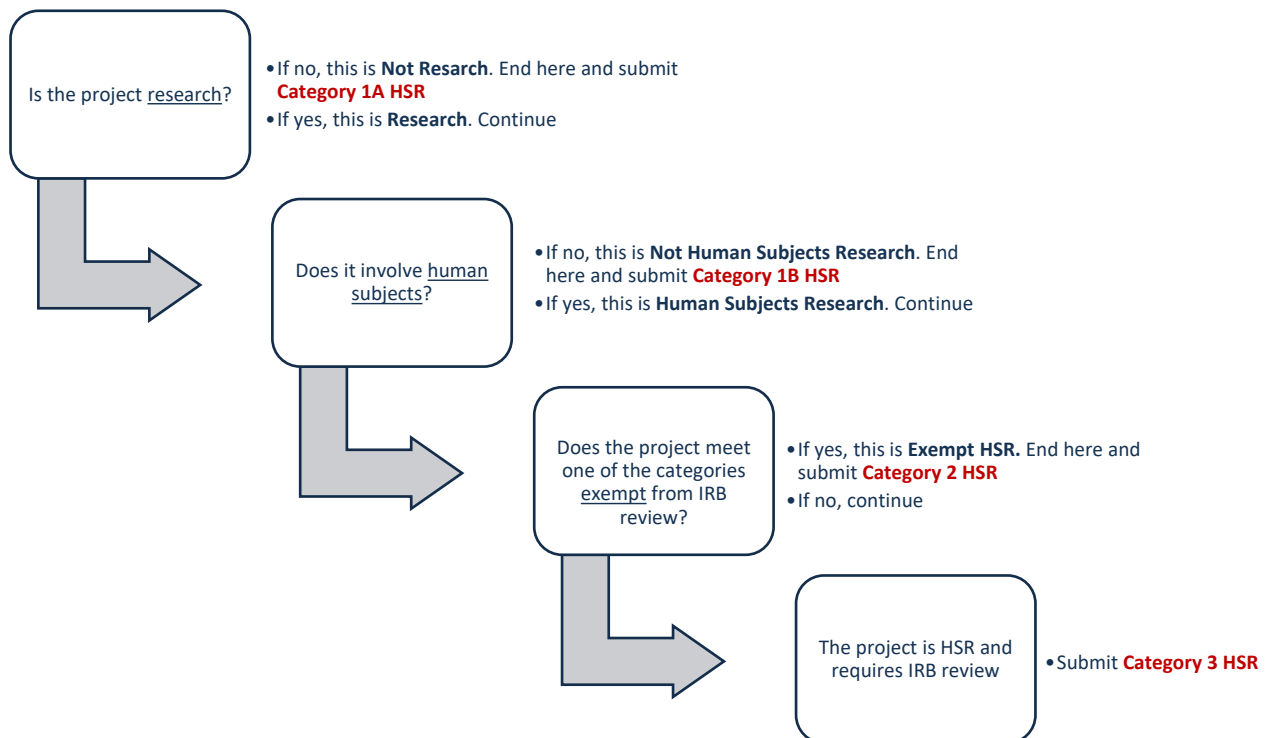 Is the project research?
•If no, this is Not Resarch. End here and submit
Category 1A HSR
•If yes, this is Research. Continue
Does it involve human
subjects?
•If no, this is Not Human Subjects Research. End
here and submit Category 1B HSR
•If yes, this is Human Subjects Research. Continue
Does the project meet
one of the categories
exempt from IRB
review?
•If yes, this is Exempt HSR. End here and
submit Category 2 HSR
•If no, continue
The project is HSR and
requires IRB review
•Submit Category 3 HSR